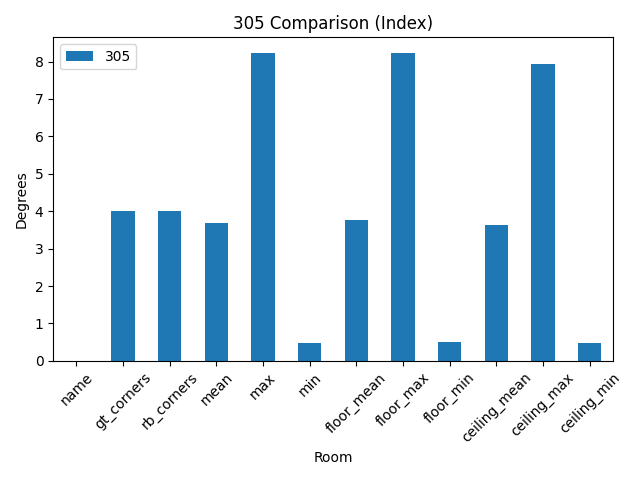 305 Comparison (Index)
305
Degrees
8
7
6
5
4
3
2
1
0
name
gt_corners
rb_corners
mean
max
min
floor_mean
floor_max
floor_min
ceiling_mean
ceiling_max
ceiling_min
Room